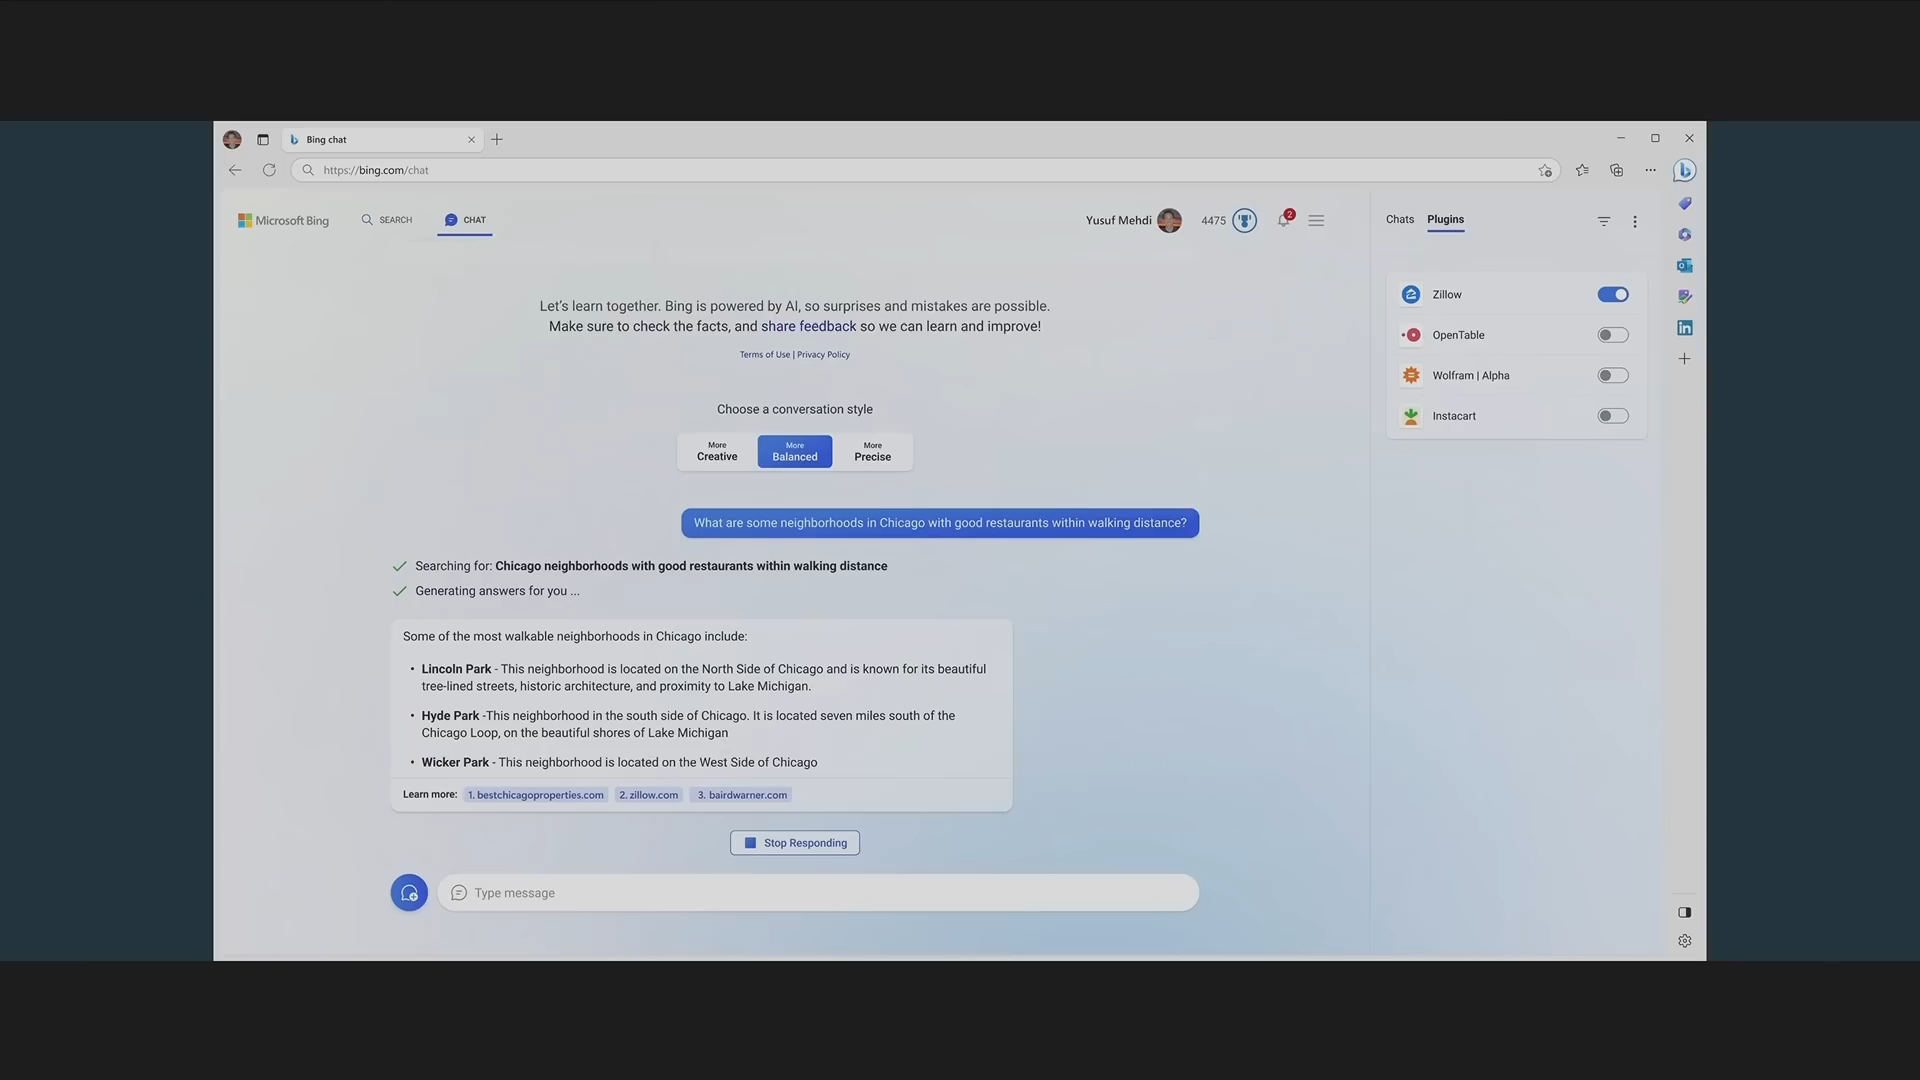 Bing chat
https://bing.com/chat
Microsoft Bing
SEARCH
CHAT
Yusuf Mehdi
4475
2
Chats
Plugins
Let's learn together. Bing is powered by AI, so surprises and mistakes are possible.
Make sure to check the facts, and share feedback so we can learn and improve!
Terms of Use | Privacy Policy
Choose a conversation style
More
Creative
More
Balanced
More
Precise
What are some neighborhoods in Chicago with good restaurants within walking distance?
Searching for: Chicago neighborhoods with good restaurants within walking distance
Generating answers for you ...
Some of the most walkable neighborhoods in Chicago include:
• Lincoln Park - This neighborhood is located on the North Side of Chicago and is known for its beautiful
tree-lined streets, historic architecture, and proximity to Lake Michigan.
• Hyde Park -This neighborhood in the south side of Chicago. It is located seven miles south of the
Chicago Loop, on the beautiful shores of Lake Michigan
• Wicker Park - This neighborhood is located on the West Side of Chicago
Learn more: 1. bestchicagoproperties.com 2. zillow.com 3. bairdwarner.com
Stop Responding
Type message
Zillow
OpenTable
Wolfram | Alpha
Instacart